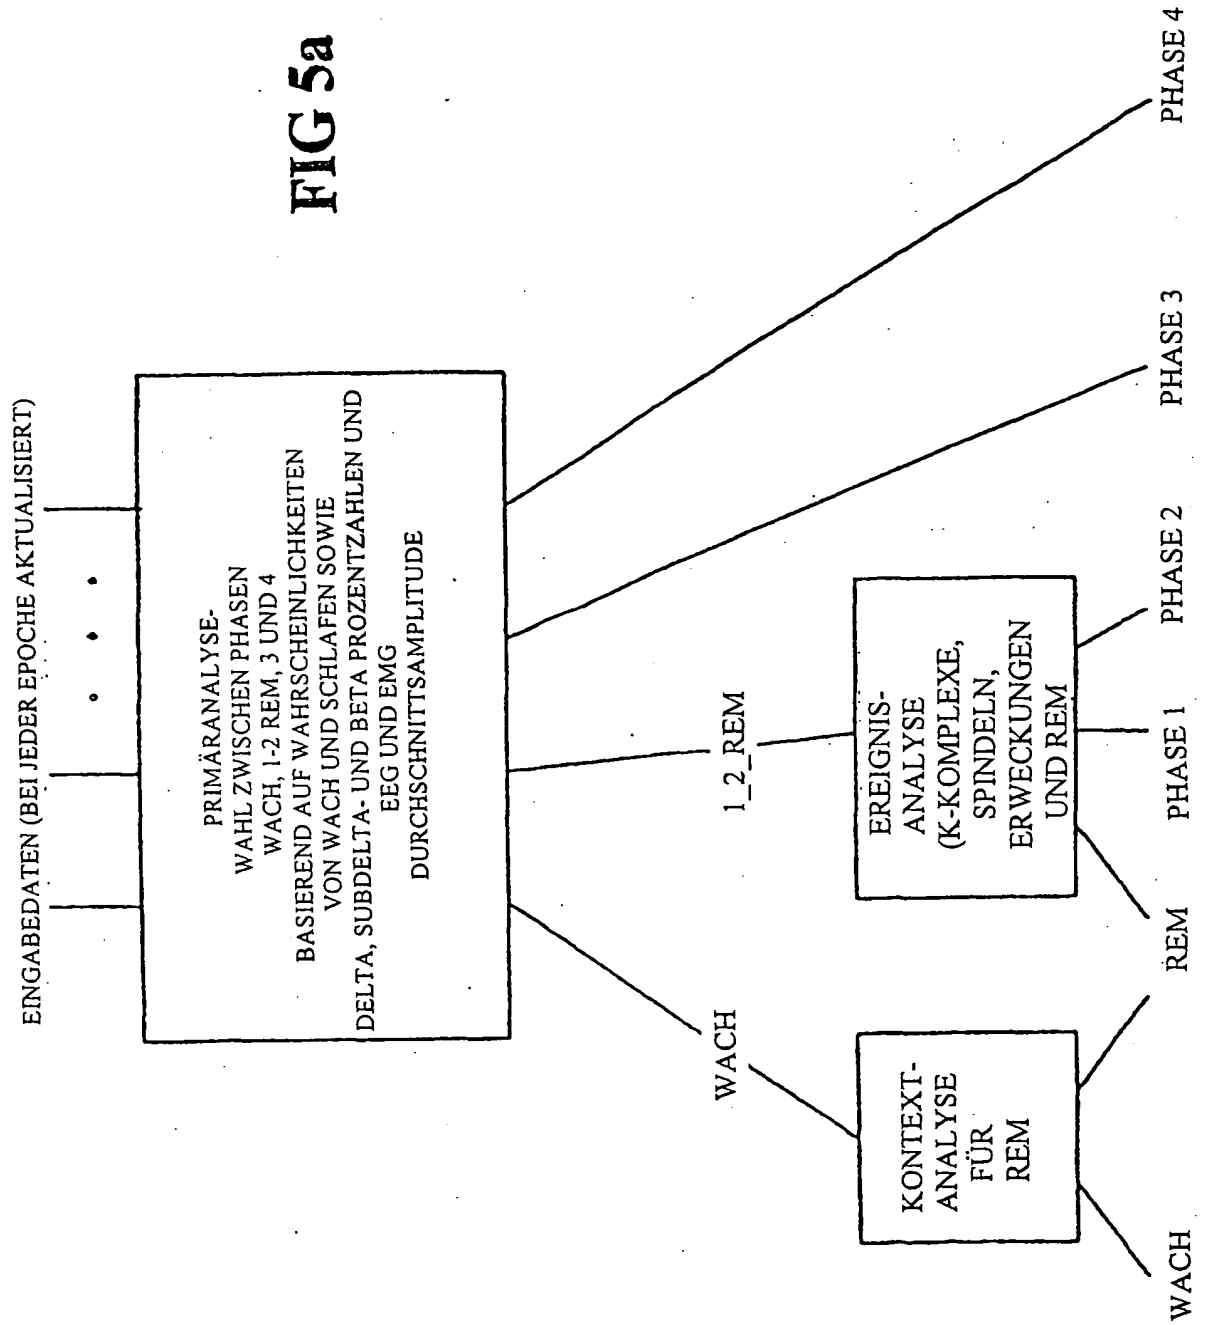 EINGABEDATEN (BEI JEDER EPOCHE AKTUALISIERT)
FIG 5a
PRIMÄRANALYSE-
WAHL ZWISCHEN PHASEN
WACH, 1-2 REM, 3 UND 4
BASIEREND AUF WAHRSCHEINLICHKEITEN
VON WACH UND SCHLAFEN SOWIE
DELTA, SUBDELTA- UND BETA PROZENTZAHLEN UND
EEG UND EMG
DURCHSCHNITTSAMPLITUDE
WACH
1_2_REM
KONTEXT-
ANALYSE
FÜR
REM
EREIGNIS-
ANALYSE
(K-KOMPLEXE,
SPINDELN,
ERWECKUNGEN
UND REM
WACH
REM
PHASE 1
PHASE 2
PHASE 3
PHASE 4